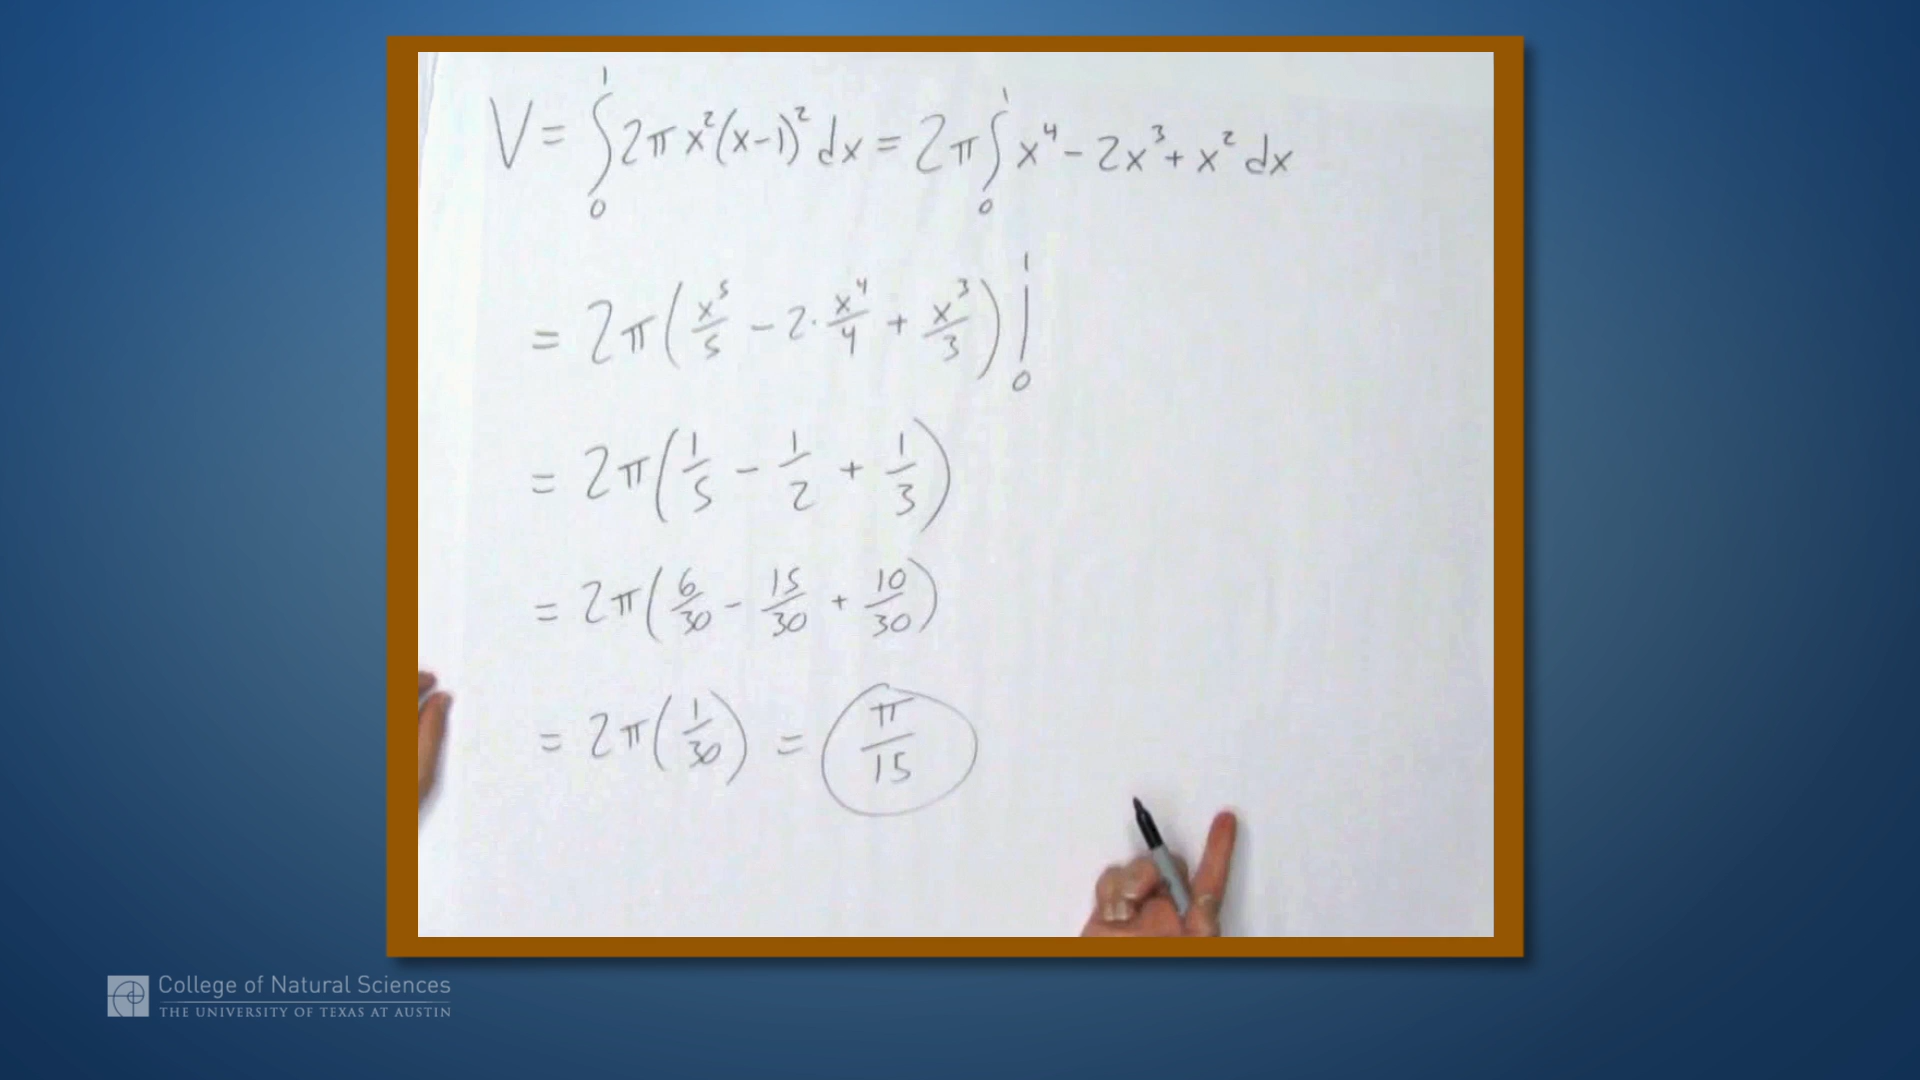 V = ∫₀¹ 2π x²(x-1)² dx = 2π ∫₀¹ x⁴ - 2x³ + x² dx
= 2π(x⁵/5 - 2·x⁴/4 + x³/3)|₀¹
= 2π(1/5 - 1/2 + 1/3)
= 2π(6/30 - 15/30 + 10/30)
= 2π(1/30) = π/15
College of Natural Sciences
THE UNIVERSITY OF TEXAS AT AUSTIN